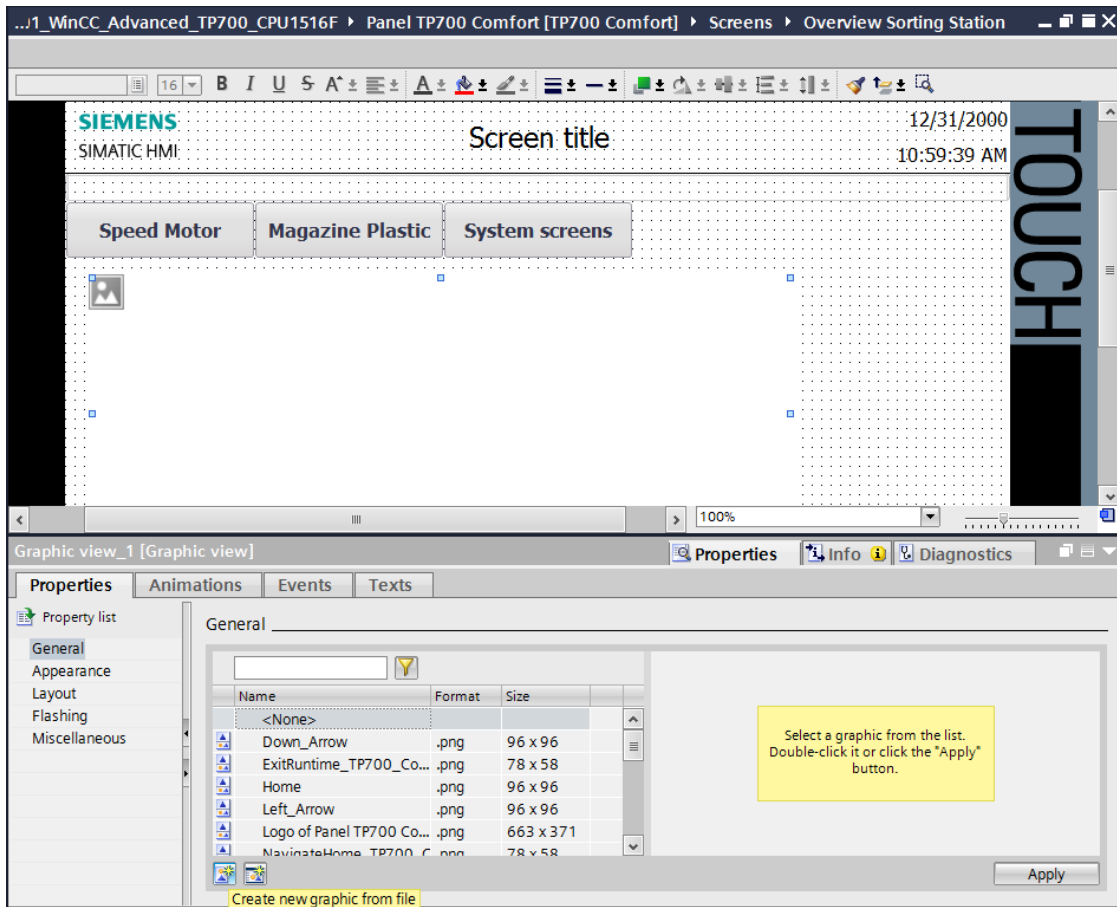 ...01_WinCC_Advanced_TP700_CPU1516F ▸ Panel TP700 Comfort [TP700 Comfort] ▸ Screens ▸ Overview Sorting Station
16 B I U S A A
SIEMENS
SIMATIC HMI
Screen title
12/31/2000
10:59:39 AM
TOUCH
Speed Motor Magazine Plastic System screens
100%
Graphic view_1 [Graphic view]
Properties Info Diagnostics
Properties Animations Events Texts
Property list
General
Appearance
Layout
Flashing
Miscellaneous
General
Name Format Size
<None>
Down_Arrow .png 96 x 96
ExitRuntime_TP700_Co... .png 78 x 58
Home .png 96 x 96
Left_Arrow .png 96 x 96
Logo of Panel TP700 Co... .png 663 x 371
NavigateHome_TP700_C .png 78 x 58
Select a graphic from the list.
Double-click it or click the "Apply"
button.
Apply
Create new graphic from file